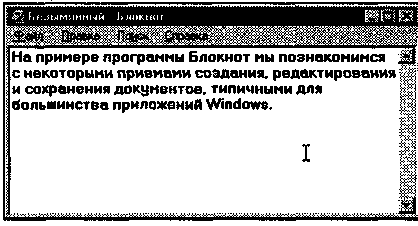 Безымянный - Блокнот
Файл Правка Поиск Справка
На примере программы Блокнот мы познакомимся
с некоторыми приемами создания, редактирования
и сохранения документов, типичными для
большинства приложений Windows.